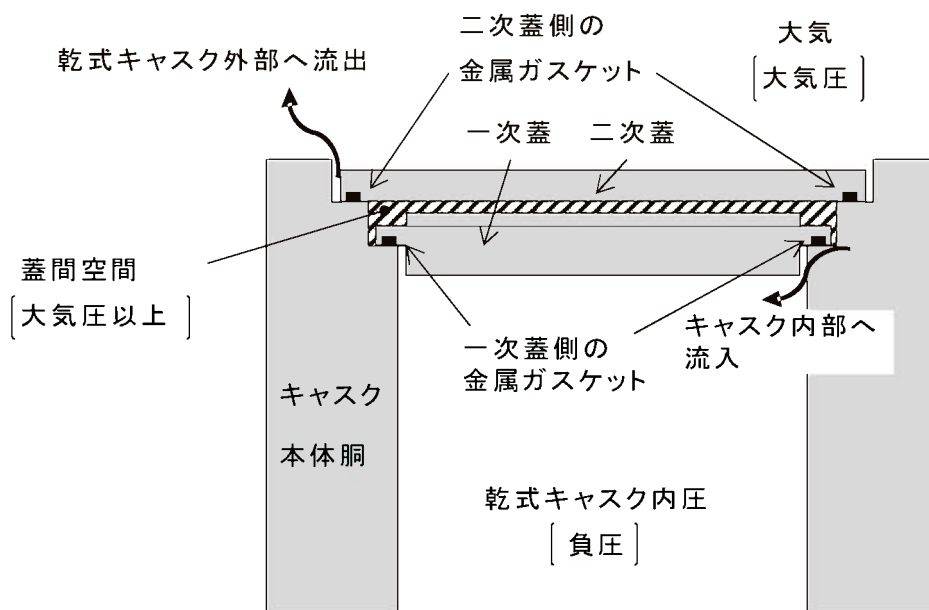 二次蓋側の
金属ガスケット
大気
[大気圧]
乾式キャスク外部へ流出
一次蓋
二次蓋
蓋間空間
[大気圧以上]
キャスク内部へ
流入
一次蓋側の
金属ガスケット
キャスク
本体胴
乾式キャスク内圧
[負圧]